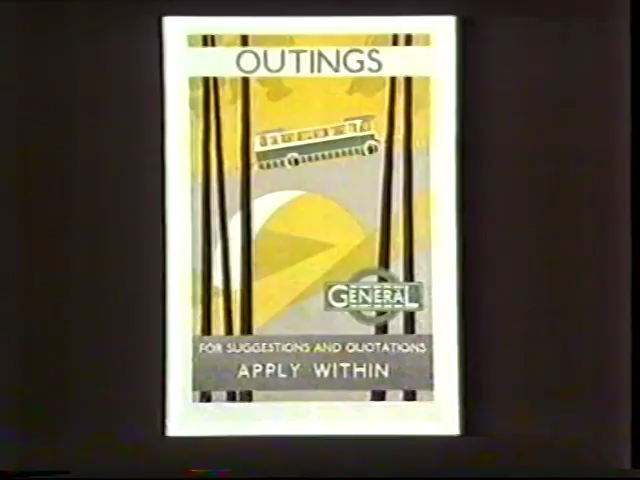 OUTINGS
GENERAL
FOR SUGGESTIONS AND QUOTATIONS
APPLY WITHIN